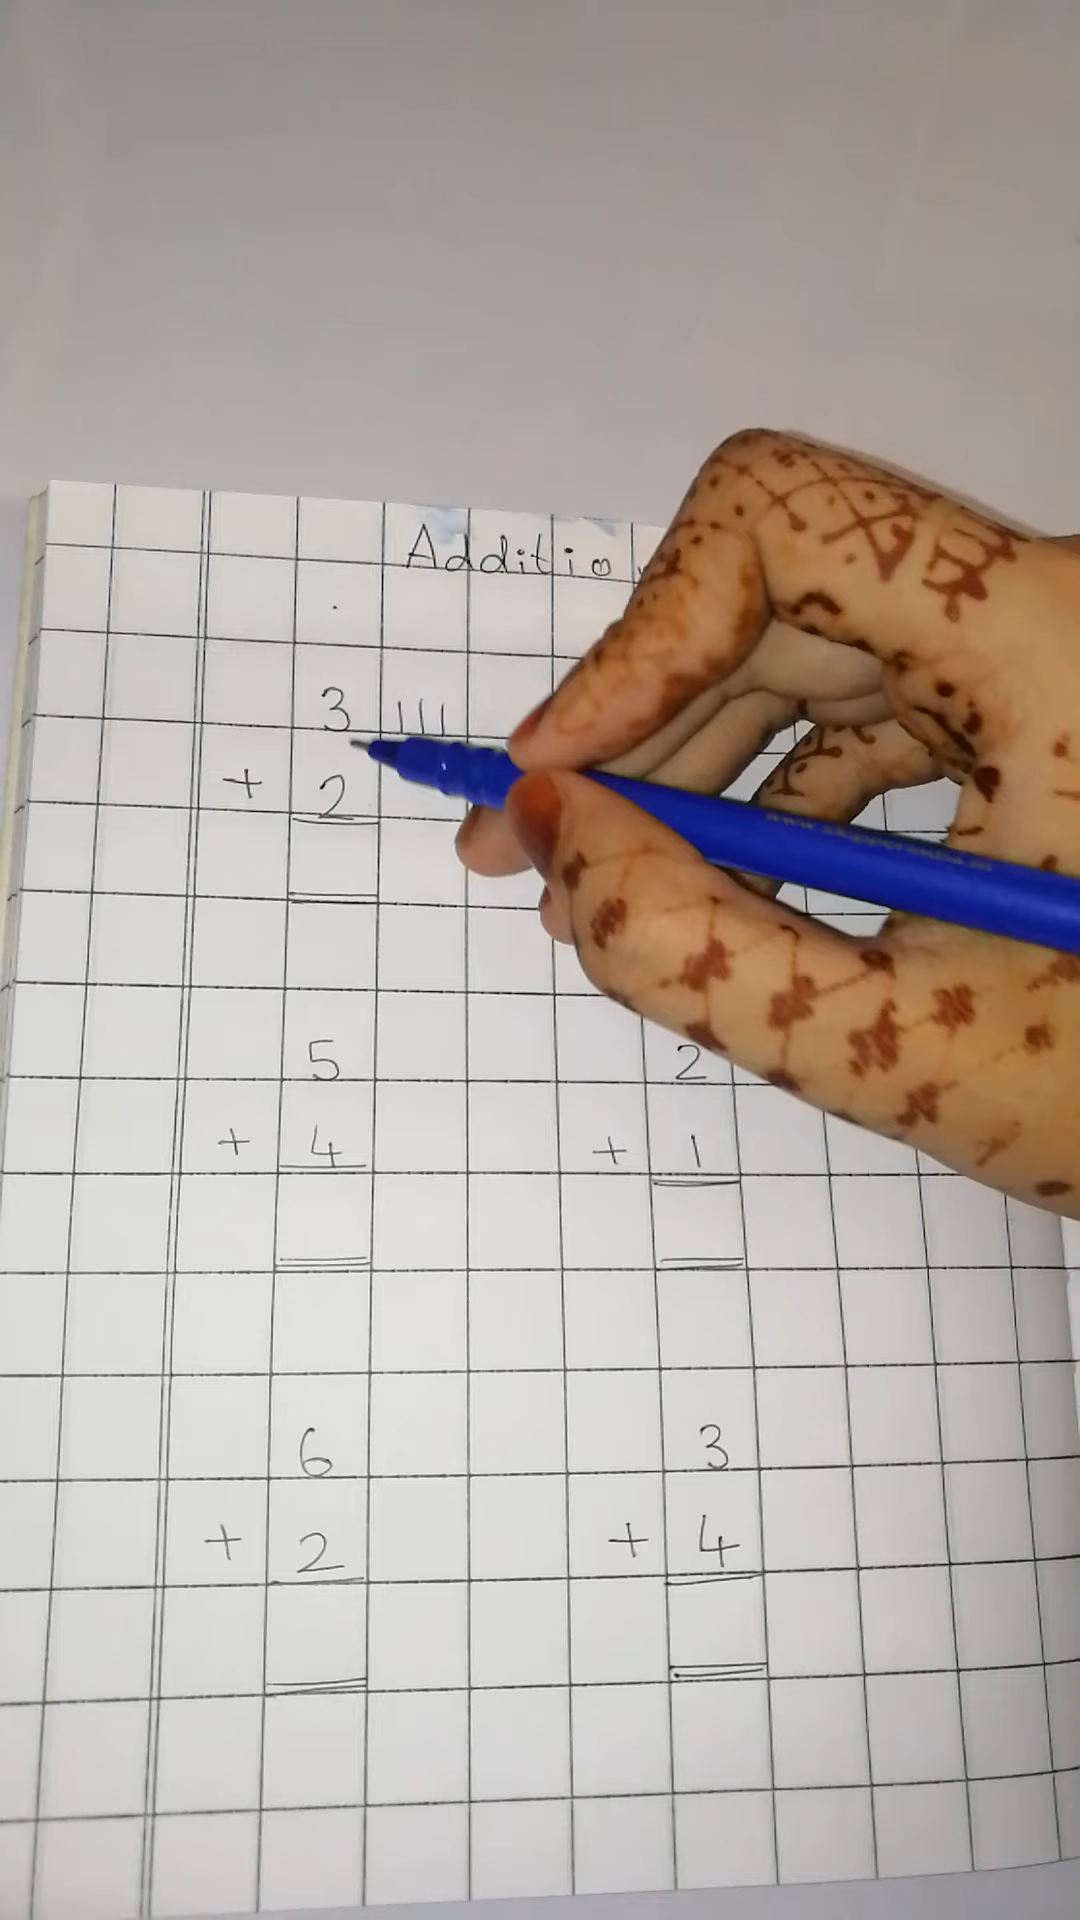 Additio
3 |||
+ 2
5 2
+ 4 + 1
6 3
+ 2 + 4